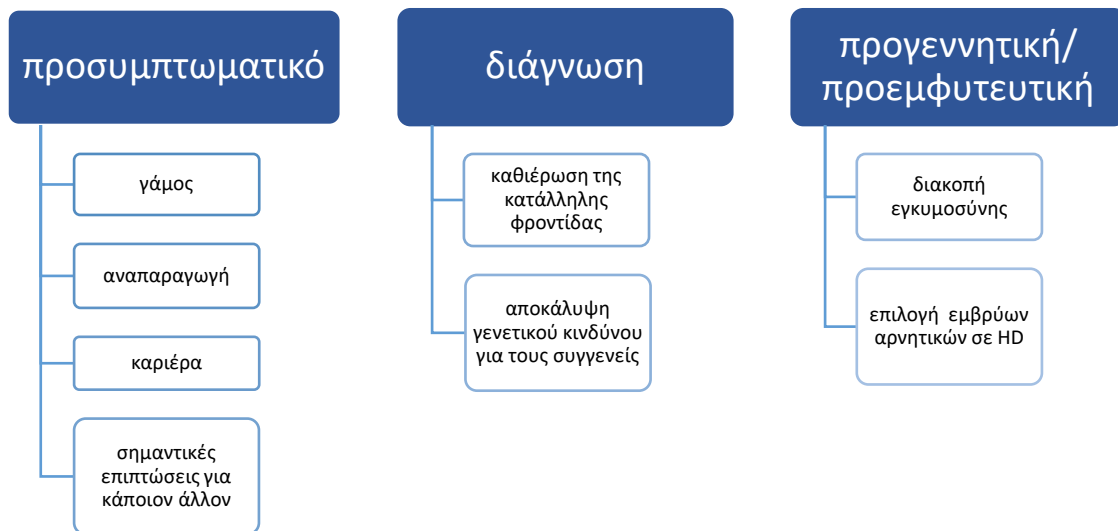 προσυμπτωματικό
γάμος
αναπαραγωγή
καριέρα
σημαντικές
επιπτώσεις για
κάποιον άλλον
διάγνωση
καθιέρωση της
κατάλληλης
φροντίδας
αποκάλυψη
γενετικού κινδύνου
για τους συγγενείς
προγεννητική/
προεμφυτευτική
διακοπή
εγκυμοσύνης
επιλογή εμβρύων
αρνητικών σε HD